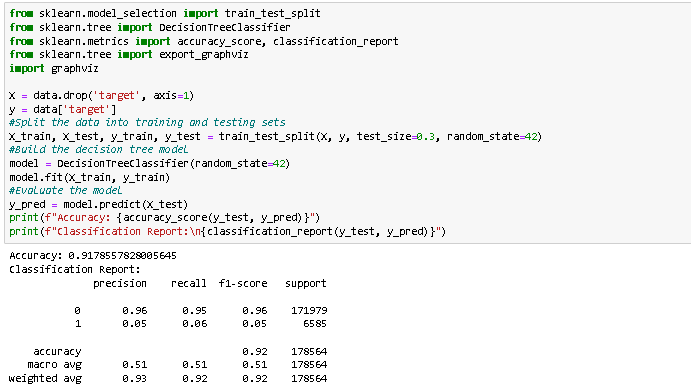 from sklearn.model_selection import train_test_split
from sklearn.tree import DecisionTreeClassifier
from sklearn.metrics import accuracy_score, classification_report
from sklearn.tree import export_graphviz
import graphviz

X = data.drop('target', axis=1)
y = data['target']
#Split the data into training and testing sets
X_train, X_test, y_train, y_test = train_test_split(X, y, test_size=0.3, random_state=42)
#Build the decision tree model
model = DecisionTreeClassifier(random_state=42)
model.fit(X_train, y_train)
#Evaluate the model
y_pred = model.predict(X_test)
print(f"Accuracy: {accuracy_score(y_test, y_pred)}")
print(f"Classification Report:\n{classification_report(y_test, y_pred)}")

Accuracy: 0.9178557828005645
Classification Report:
              precision    recall  f1-score   support

           0       0.96      0.95      0.96    171979
           1       0.05      0.06      0.05      6585

    accuracy                           0.92    178564
   macro avg       0.51      0.51      0.51    178564
weighted avg       0.93      0.92      0.92    178564